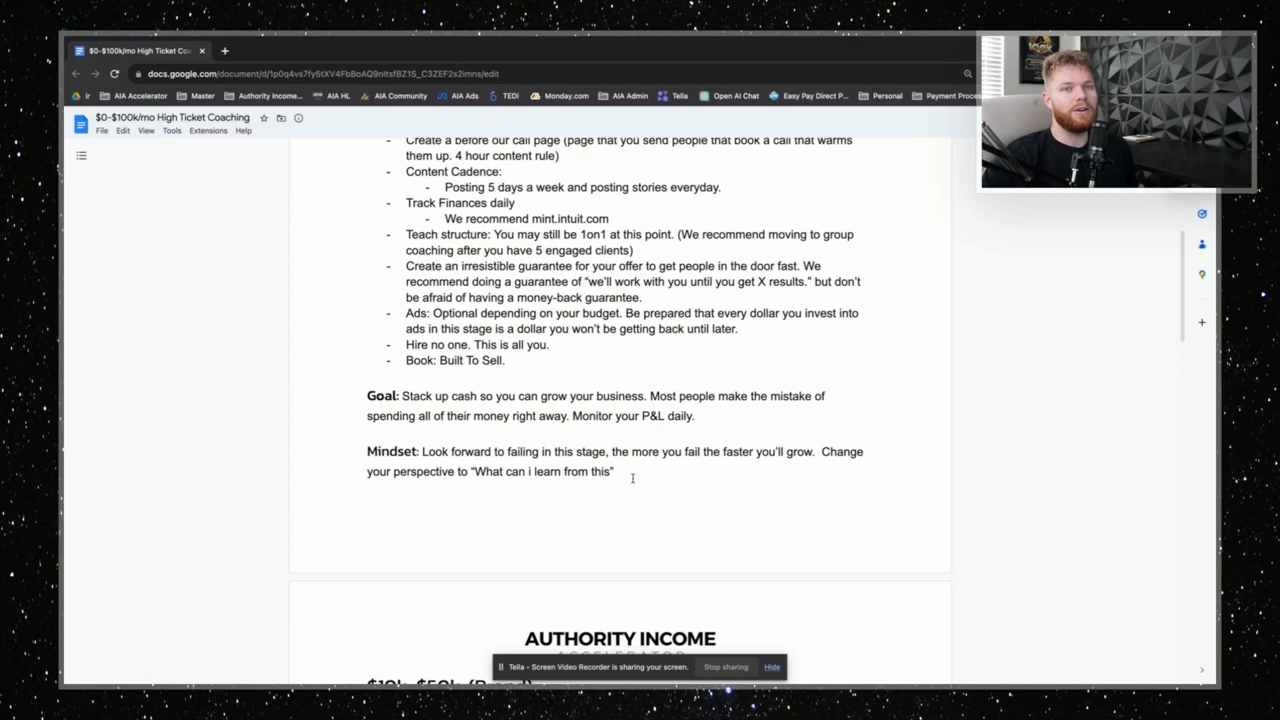 $0-$100k/mo High Ticket Coa
docs.google.com/document/d/1p0q4vs7fy5tXV4FbBoAQ9nItsfBZ1S_C3ZEF2s2imns/edit
ir
AIA Accelerator
Master
Authority Income...
AIA HL
AIA Community
AIA Ads
TEDi
Monday.com
AIA Admin
Tella
Open AI Chat
Easy Pay Direct P...
Personal
Payment Proces
$0-$100k/mo High Ticket Coaching
File Edit View Tools Extensions Help
- Create a before our call page (page that you send people that book a call that warms
them up. 4 hour content rule)
- Content Cadence:
- Posting 5 days a week and posting stories everyday.
- Track Finances daily
- We recommend mint.intuit.com
- Teach structure: You may still be 1on1 at this point. (We recommend moving to group
coaching after you have 5 engaged clients)
- Create an irresistible guarantee for your offer to get people in the door fast. We
recommend doing a guarantee of “we’ll work with you until you get X results.” but don’t
be afraid of having a money-back guarantee.
- Ads: Optional depending on your budget. Be prepared that every dollar you invest into
ads in this stage is a dollar you won’t be getting back until later.
- Hire no one. This is all you.
- Book: Built To Sell.
Goal: Stack up cash so you can grow your business. Most people make the mistake of
spending all of their money right away. Monitor your P&L daily.
Mindset: Look forward to failing in this stage, the more you fail the faster you’ll grow. Change
your perspective to “What can i learn from this”
AUTHORITY INCOME
ACCELERATOR
Tella - Screen Video Recorder is sharing your screen.
Stop sharing
Hide
$10k-$50k (Brand)